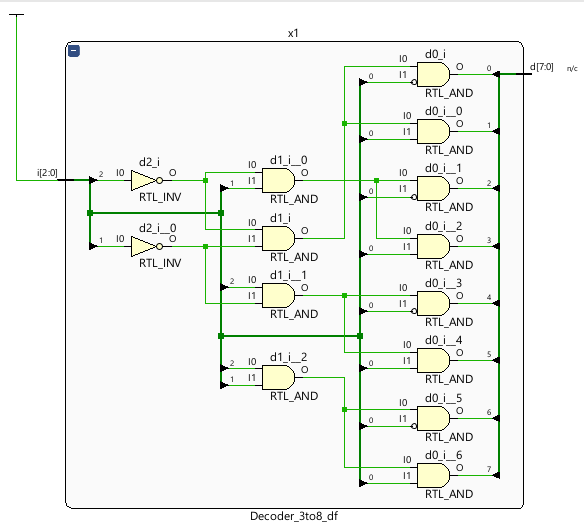 x1
d0_i
I0
I1
O
0
0
RTL_AND
d[7:0]
n/c
d0_i__0
I0
I1
O
0
1
RTL_AND
i[2:0]
2
I0
d2_i
O
RTL_INV
1
I0
d2_i__0
O
RTL_INV
d1_i__0
I0
I1
O
1
RTL_AND
d1_i
I0
I1
O
RTL_AND
d1_i__1
2
I0
I1
O
RTL_AND
d1_i__2
2
I0
1
I1
O
RTL_AND
d0_i__1
I0
I1
O
0
2
RTL_AND
d0_i__2
I0
I1
O
0
3
RTL_AND
d0_i__3
I0
I1
O
0
4
RTL_AND
d0_i__4
I0
I1
O
0
5
RTL_AND
d0_i__5
I0
I1
O
0
6
RTL_AND
d0_i__6
I0
I1
O
0
7
RTL_AND
Decoder_3to8_df